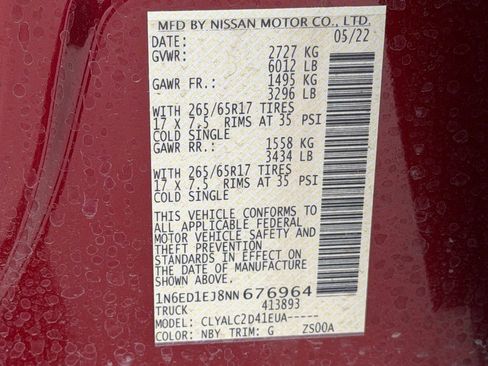 MFD BY NISSAN MOTOR CO., LTD.
DATE: 05/22
GVWR: 2727 KG
6012 LB
GAWR FR.: 1495 KG
3296 LB
WITH 265/65R17 TIRES
17 X 7.5 RIMS AT 35 PSI
COLD SINGLE
GAWR RR.: 1558 KG
3434 LB
WITH 265/65R17 TIRES
17 X 7.5 RIMS AT 35 PSI
COLD SINGLE
THIS VEHICLE CONFORMS TO
ALL APPLICABLE FEDERAL
MOTOR VEHICLE SAFETY AND
THEFT PREVENTION
STANDARDS IN EFFECT ON
THE DATE OF MANUFACTURE
SHOWN ABOVE.
1N6ED1EJ8NN676964
TRUCK 413893
MODEL: CLYALC2D41EUA-----
COLOR: NBY TRIM: G ZS00A